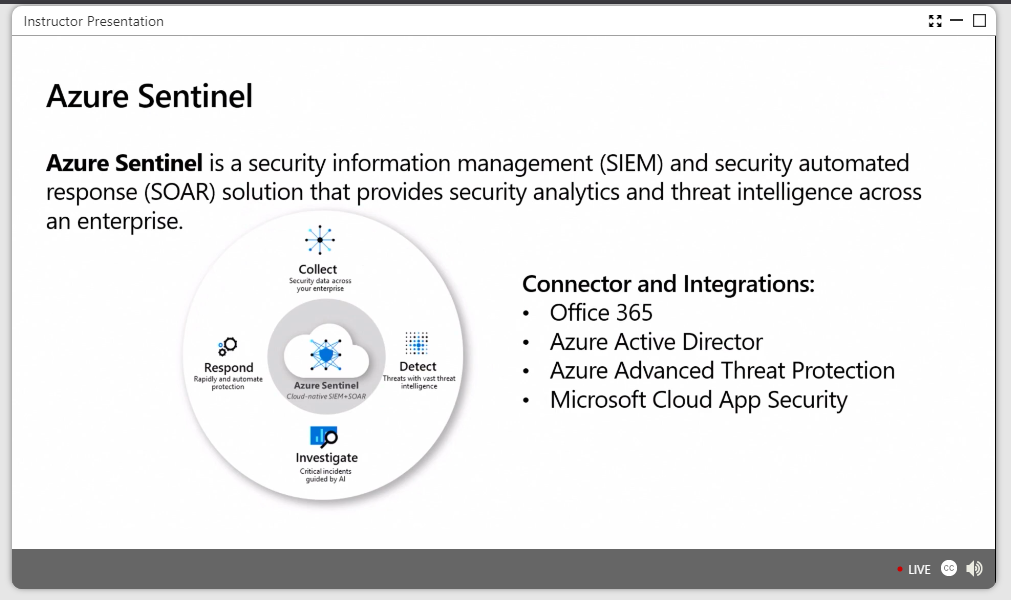 Instructor Presentation
Azure Sentinel
Azure Sentinel is a security information management (SIEM) and security automated
response (SOAR) solution that provides security analytics and threat intelligence across
an enterprise.
Collect
Security data across
your enterprise
Respond
Rapidly and automate
protection
Azure Sentinel
Cloud-native SIEM+SOAR
Detect
Threats with vast threat
intelligence
Investigate
Critical incidents
guided by AI
Connector and Integrations:
• Office 365
• Azure Active Director
• Azure Advanced Threat Protection
• Microsoft Cloud App Security
LIVE
CC